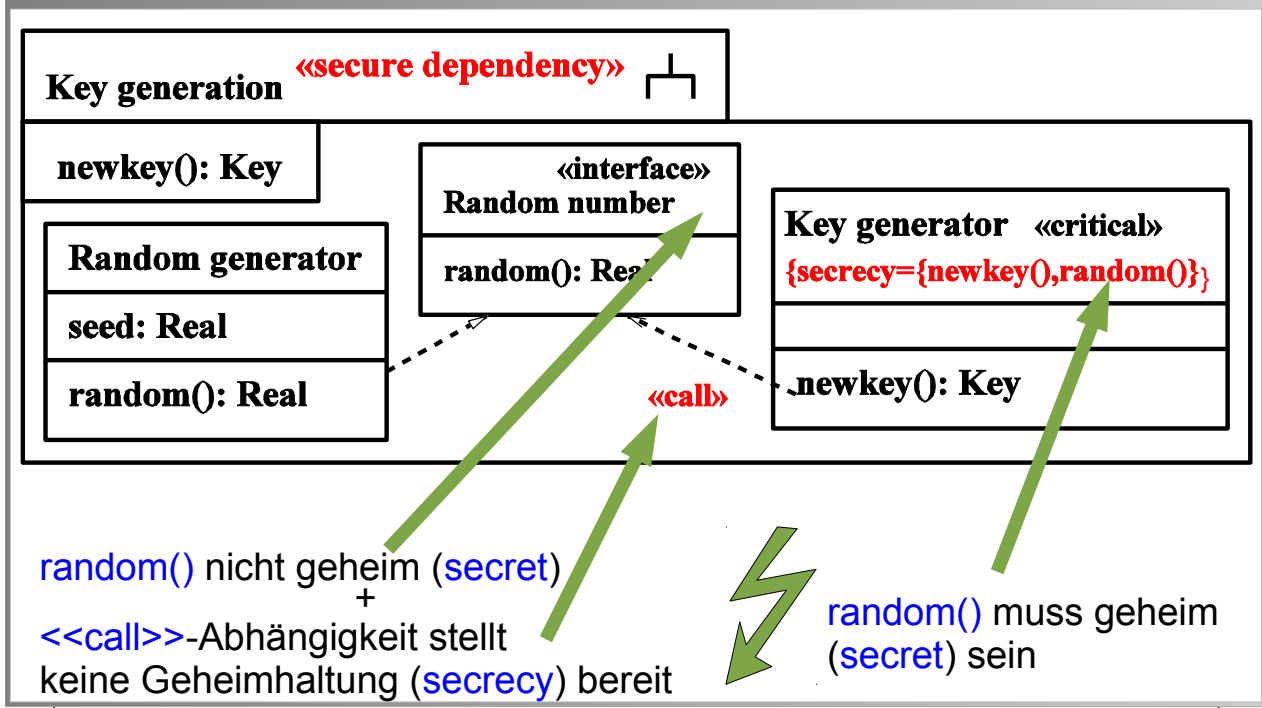 Key generation «secure dependency»
newkey(): Key
Random generator
seed: Real
random(): Real
«interface»
Random number
random(): Real
«call»
Key generator «critical»
{secrecy={newkey(),random()}}
newkey(): Key
random() nicht geheim (secret)
+
<<call>>-Abhängigkeit stellt
keine Geheimhaltung (secrecy) bereit
random() muss geheim
(secret) sein